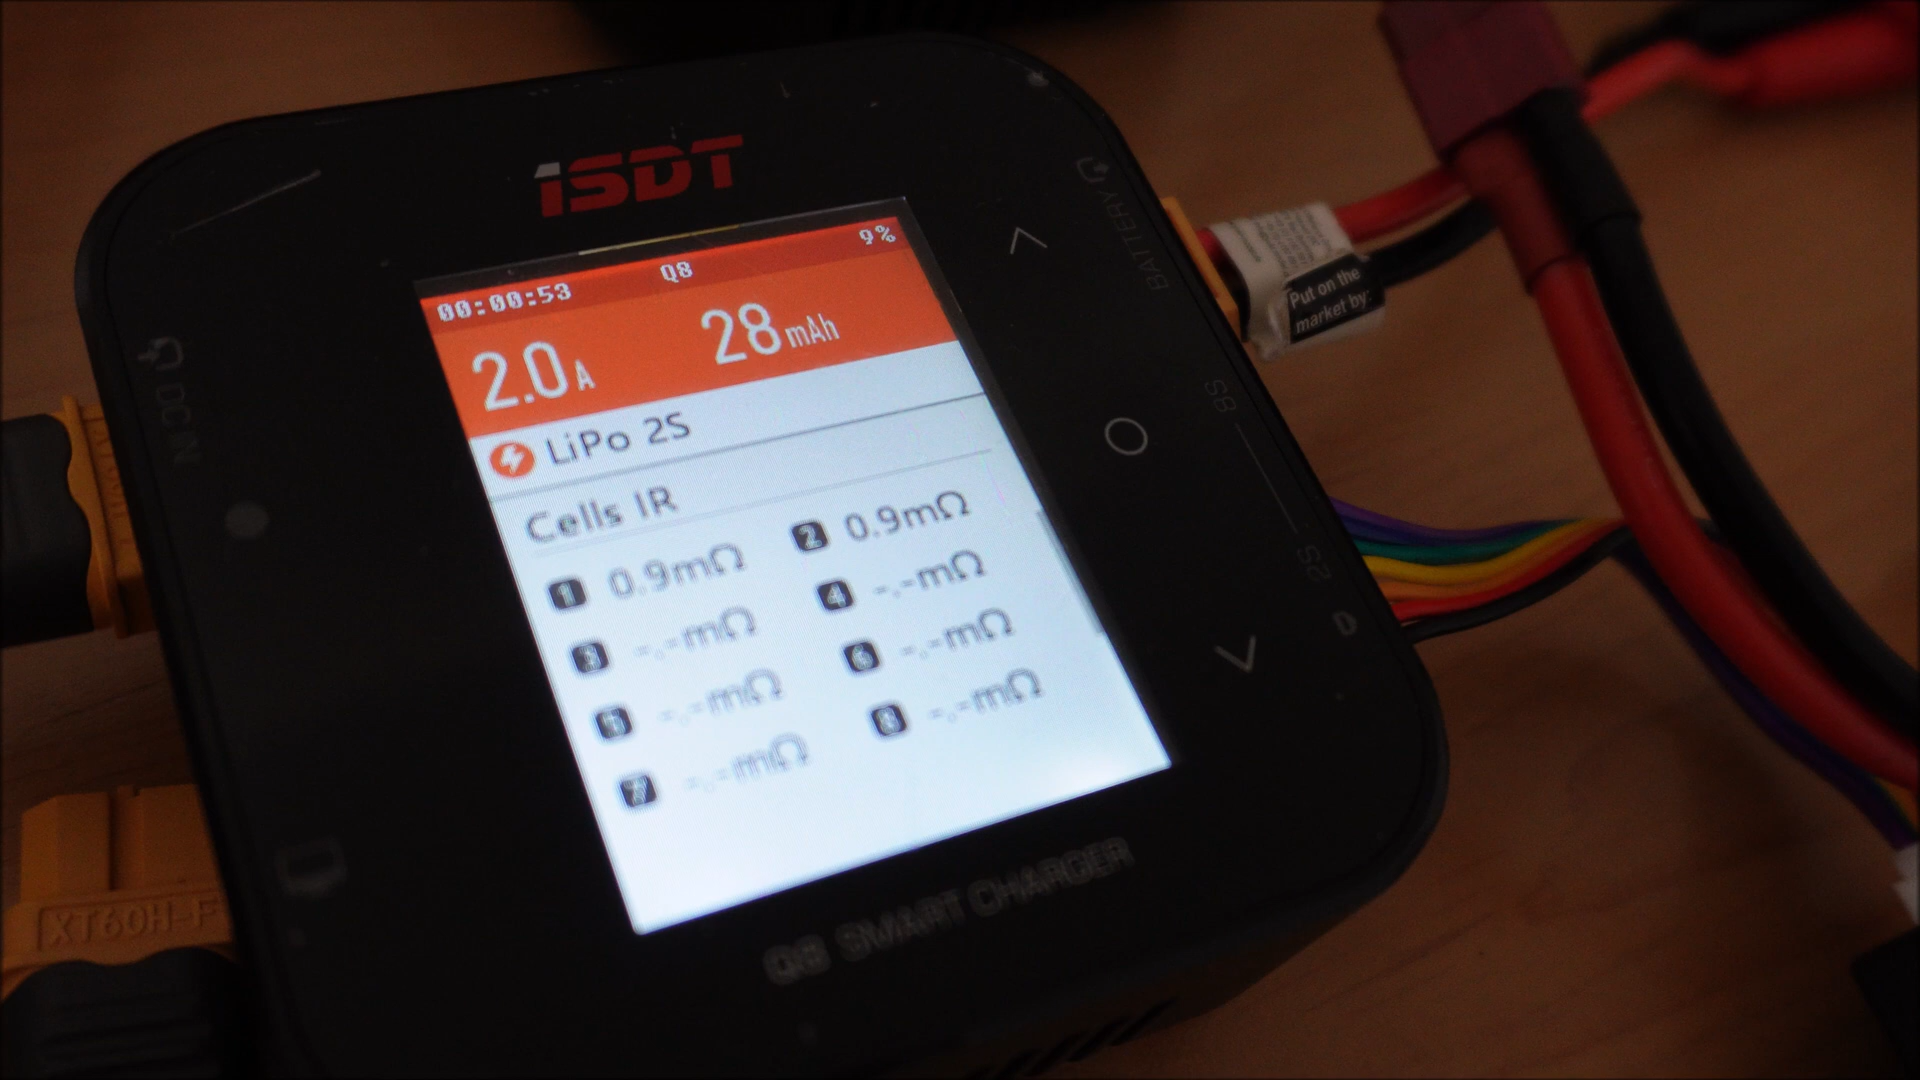 iSDT
00:00:53 Q8 9%
2.0A 28mAh
LiPo 2S
Cells IR
1 0.9mΩ 2 0.9mΩ
3 -.-mΩ 4 -.-mΩ
5 -.-mΩ 6 -.-mΩ
7 -.-mΩ 8 -.-mΩ
Q8 SMART CHARGER
BATTERY
8S
2S
DC IN
XT60H-F
Put on the
market by: